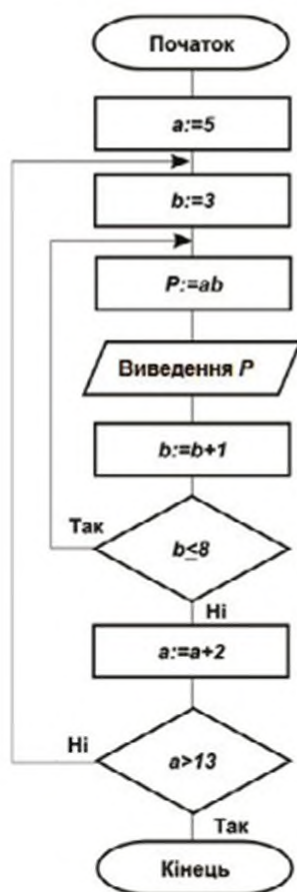 Початок
a:=5
b:=3
P:=ab
Виведення P
b:=b+1
Так
b≤8
Ні
a:=a+2
Ні
a>13
Так
Кінець